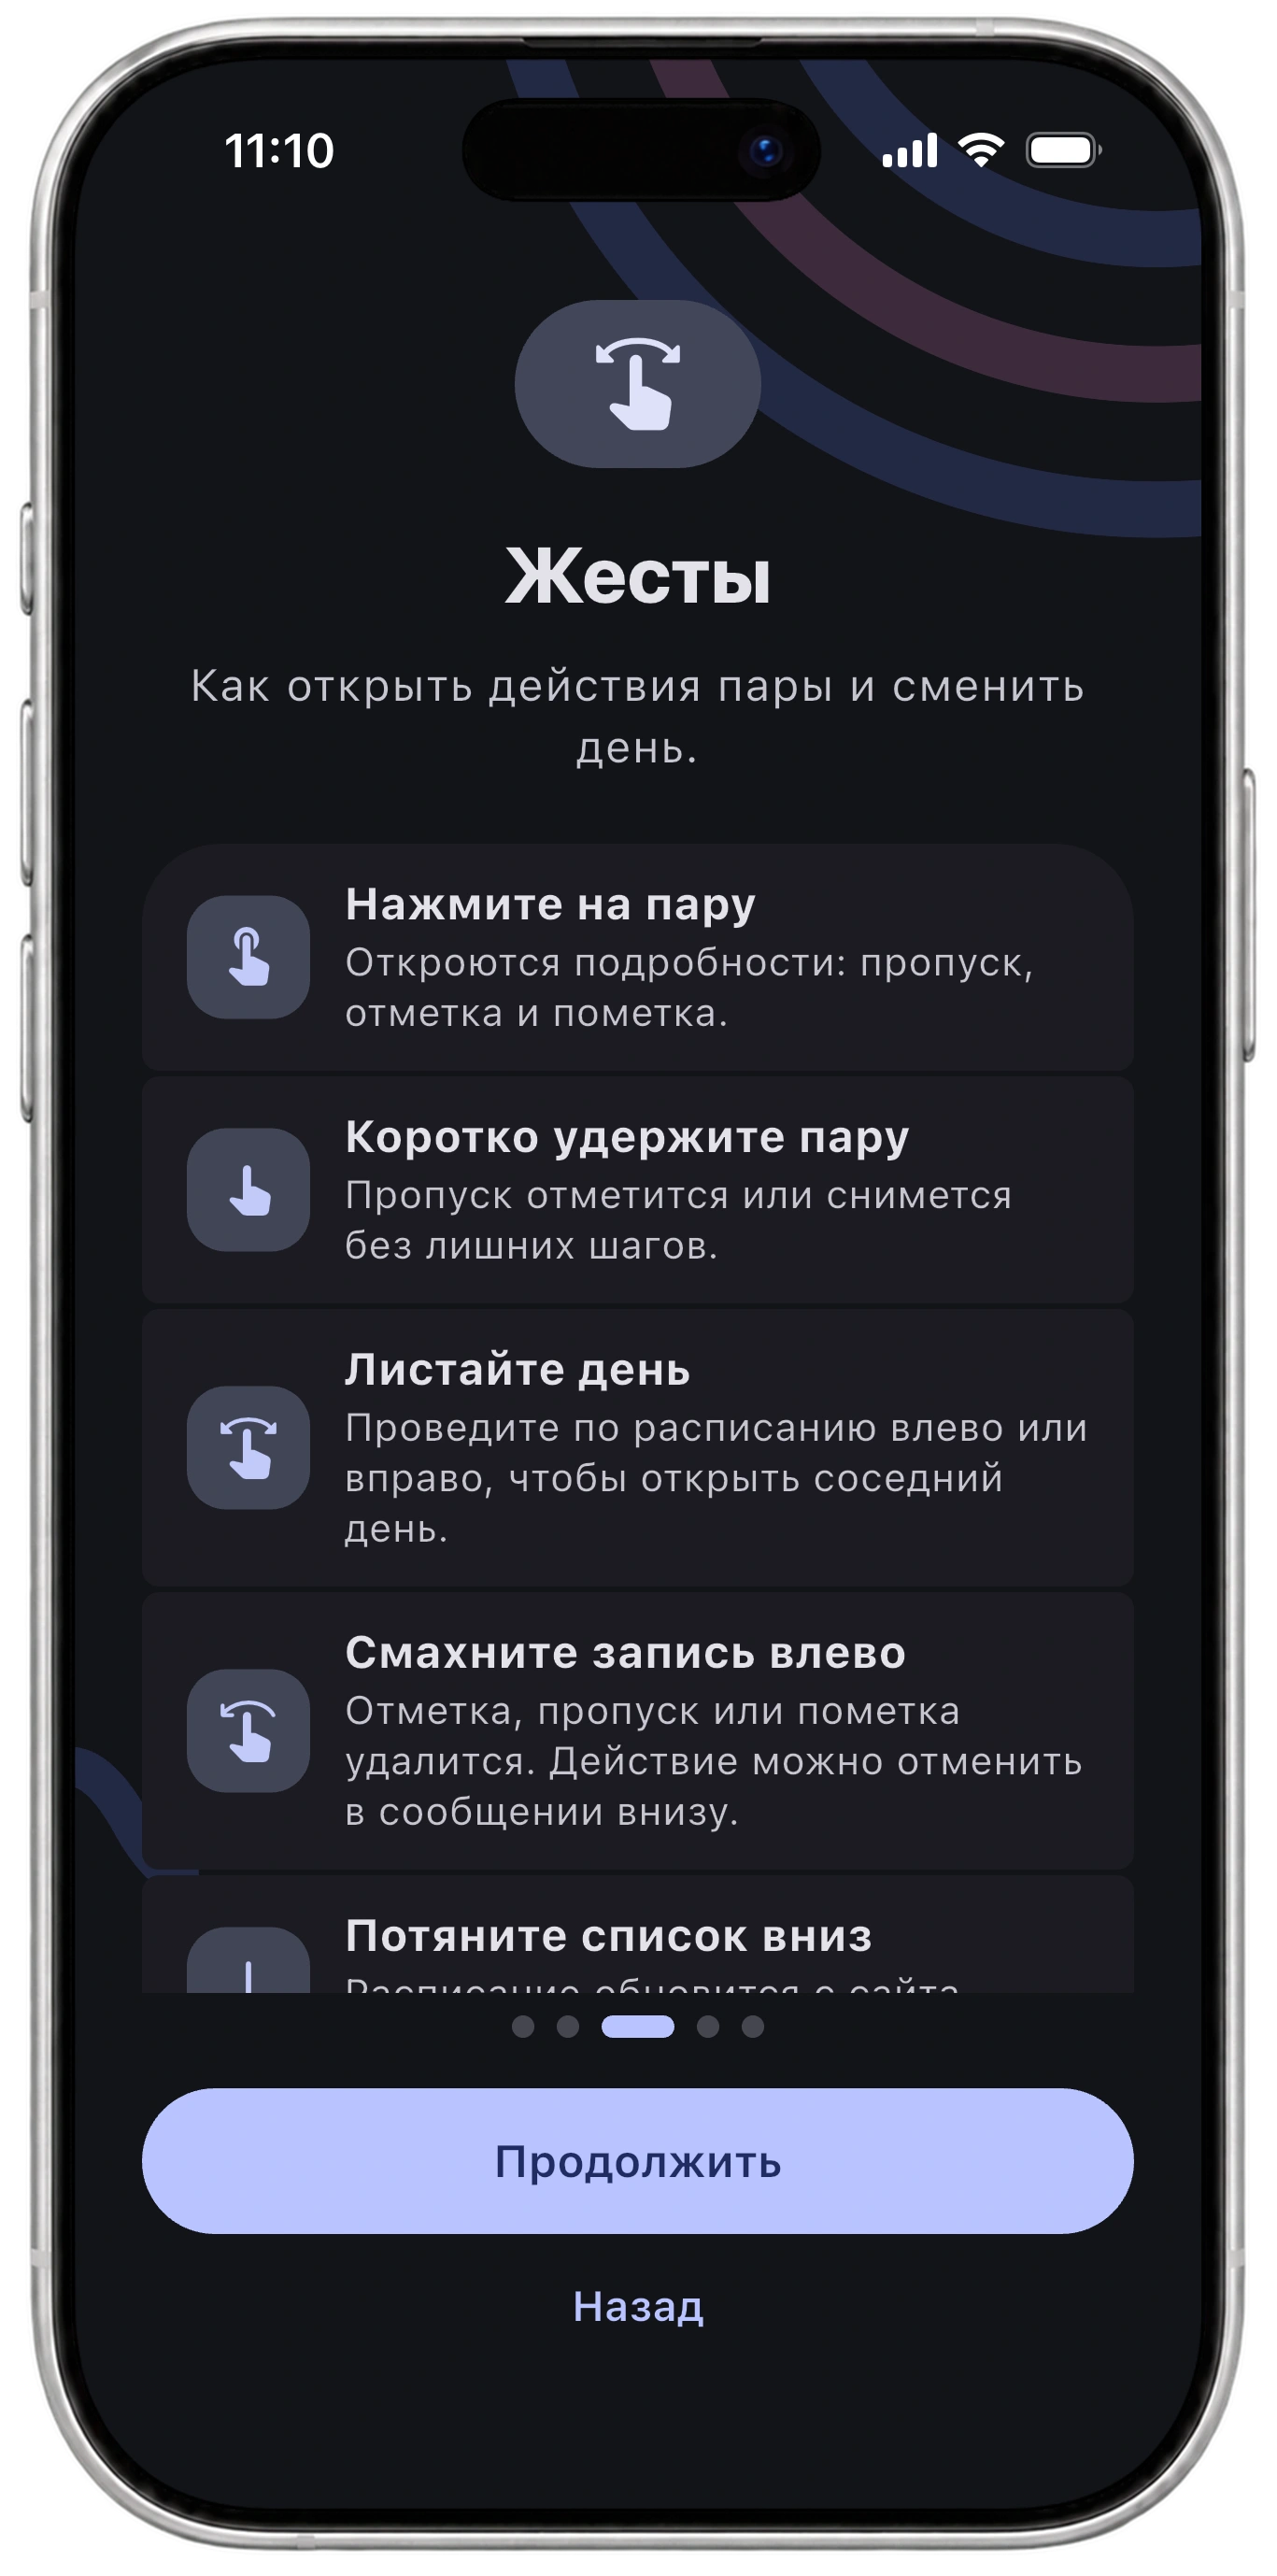 11:10
Жесты
Как открыть действия пары и сменить
день.
Нажмите на пару
Откроются подробности: пропуск,
отметка и пометка.
Коротко удержите пару
Пропуск отметится или снимется
без лишних шагов.
Листайте день
Проведите по расписанию влево или
вправо, чтобы открыть соседний
день.
Смахните запись влево
Отметка, пропуск или пометка
удалится. Действие можно отменить
в сообщении внизу.
Потяните список вниз
Расписание обновится с сайта
Продолжить
Назад